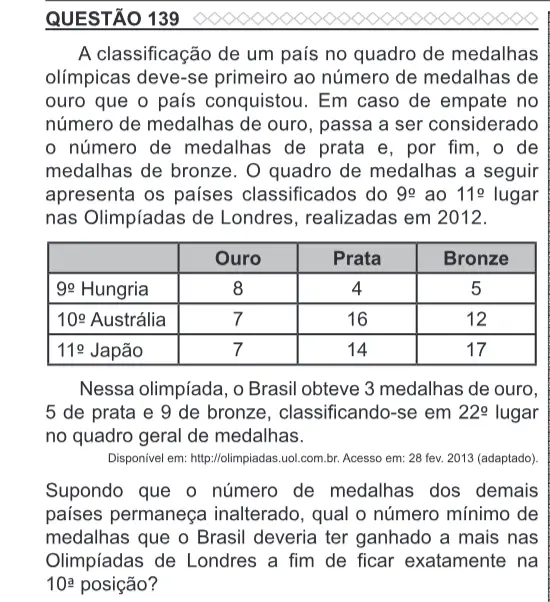 QUESTÃO 139
A classificação de um país no quadro de medalhas
olímpicas deve-se primeiro ao número de medalhas de
ouro que o país conquistou. Em caso de empate no
número de medalhas de ouro, passa a ser considerado
o número de medalhas de prata e, por fim, o de
medalhas de bronze. O quadro de medalhas a seguir
apresenta os países classificados do 9º ao 11º lugar
nas Olimpíadas de Londres, realizadas em 2012.
Ouro Prata Bronze
9º Hungria 8 4 5
10º Austrália 7 16 12
11º Japão 7 14 17
Nessa olimpíada, o Brasil obteve 3 medalhas de ouro,
5 de prata e 9 de bronze, classificando-se em 22º lugar
no quadro geral de medalhas.
Disponível em: http://olimpiadas.uol.com.br. Acesso em: 28 fev. 2013 (adaptado).
Supondo que o número de medalhas dos demais
países permaneça inalterado, qual o número mínimo de
medalhas que o Brasil deveria ter ganhado a mais nas
Olimpíadas de Londres a fim de ficar exatamente na
10ª posição?